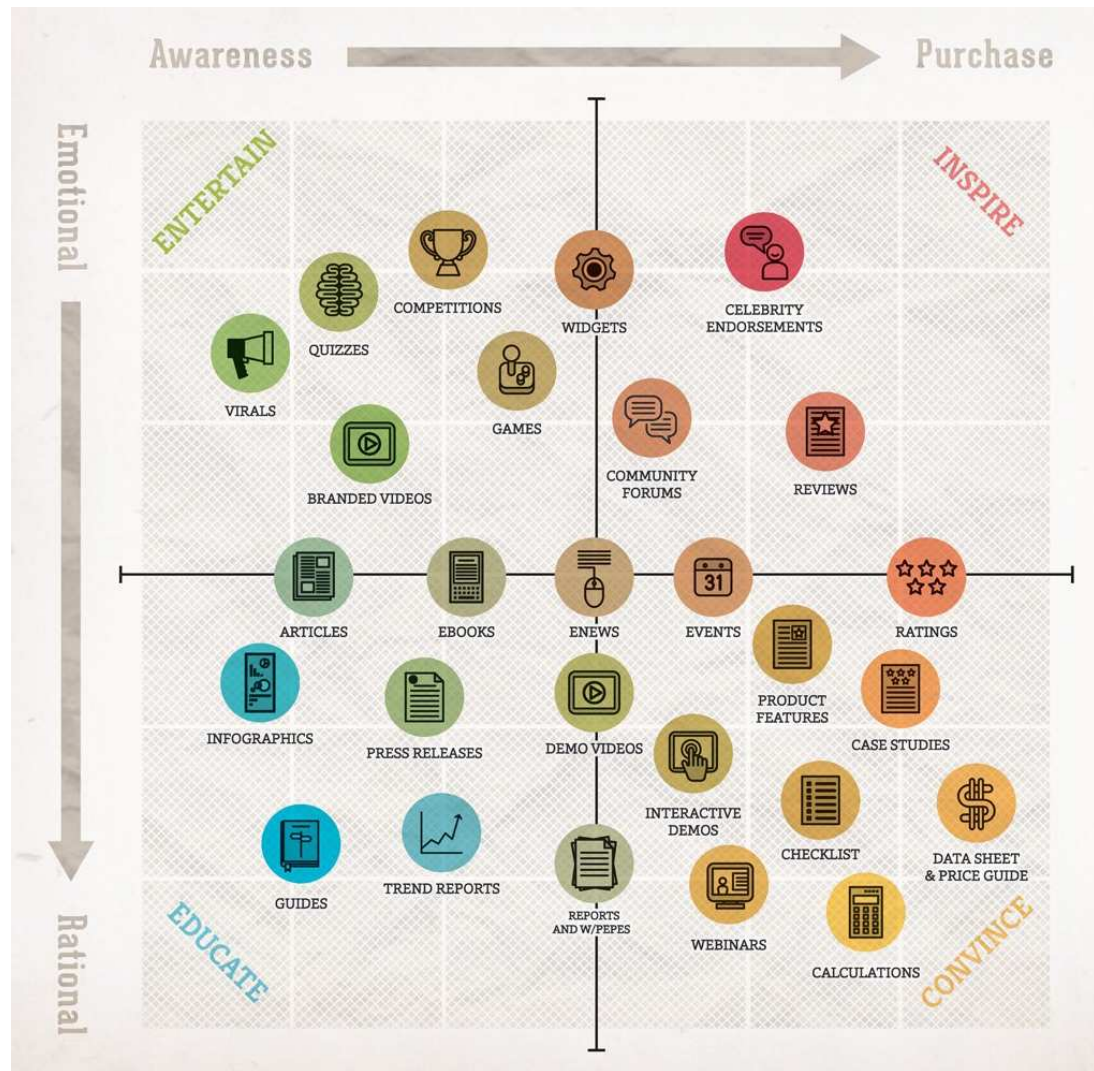 Awareness
Purchase
Emotional
Rational
ENTERTAIN
INSPIRE
COMPETITIONS
WIDGETS
CELEBRITY
ENDORSEMENTS
QUIZZES
VIRALS
GAMES
BRANDED VIDEOS
COMMUNITY
FORUMS
REVIEWS
31
ARTICLES
EBOOKS
ENEWS
EVENTS
RATINGS
INFOGRAPHICS
PRESS RELEASES
DEMO VIDEOS
PRODUCT
FEATURES
CASE STUDIES
INTERACTIVE
DEMOS
CHECKLIST
DATA SHEET
& PRICE GUIDE
GUIDES
TREND REPORTS
REPORTS
AND W/PEPES
WEBINARS
CALCULATIONS
EDUCATE
CONVINCE